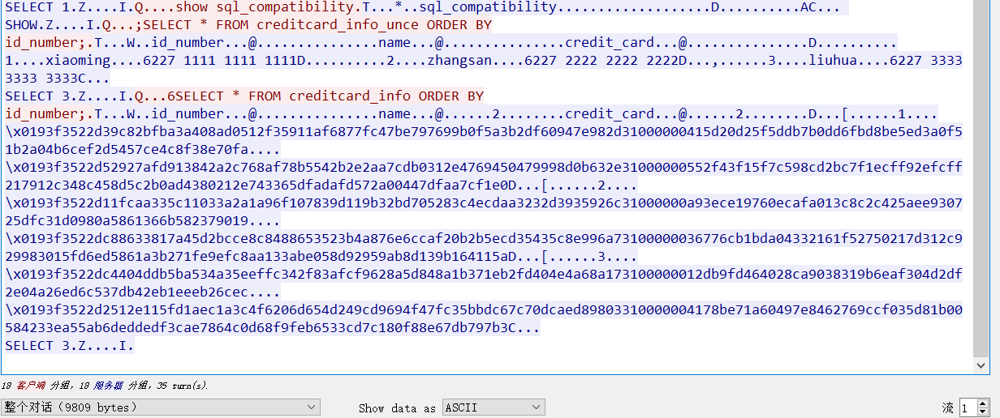 SELECT 1.Z....I.Q....show sql_compatibility.T...*..sql_compatibility..................D..........AC...
SHOW.Z....I.Q...;SELECT * FROM creditcard_info_unce ORDER BY
id_number;.T...W..id_number...@...............name...@................credit_card...@...............D...........
1....xiaoming....6227 1111 1111 1111D..........2....zhangsan....6227 2222 2222 2222D...,......3....liuhua....6227 3333
3333 3333C...
SELECT 3.Z....I.Q...6SELECT * FROM creditcard_info ORDER BY
id_number;.T...W..id_number...@...............name...@......2........credit_card...@......2........D...[......1....
\x0193f3522d39c82bfba3a408ad0512f35911af6877fc47be797699b0f5a3b2df60947e982d31000000415d20d25f5ddb7b0dd6fbd8be5ed3a0f5
1b2a04b6cef2d5457ce4c8f38e70fa....
\x0193f3522d52927afd913842a2c768af78b5542b2e2aa7cdb0312e4769450479998d0b632e31000000552f43f15f7c598cd2bc7f1ecff92efcff
217912c348c458d5c2b0ad4380212e743365dfadafd572a00447dfaa7cf1e0D...[......2....
\x0193f3522d11fcaa335c11033a2a1a96f107839d119b32bd705283c4ecdaa3232d3935926c31000000a93ece19760ecafa013c8c2c425aee9307
25dfc31d0980a5861366b582379019....
\x0193f3522dc88633817a45d2bcce8c8488653523b4a876e6ccaf20b2b5ecd35435c8e996a73100000036776cb1bda04332161f52750217d312c9
29983015fd6ed5861a3b271fe9efc8aa133abe058d92959ab8d139b164115aD...[......3....
\x0193f3522dc4404ddb5ba534a35eeffc342f83afcf9628a5d848a1b371eb2fd404e4a68a173100000012db9fd464028ca9038319b6eaf304d2df
2e04a26ed6c537db42eb1eeeb26cec....
\x0193f3522d2512e115fd1aec1a3c4f6206d654d249cd9694f47fc35bbdc67c70dcaed89803310000004178be71a60497e8462769ccf035d81b00
584233ea55ab6deddedf3cae7864c0d68f9feb6533cd7c180f88e67db797b3C...
SELECT 3.Z....I.
18 客户端 分组，18 服务器 分组，35 turn(s).
整个对话（9809 bytes） Show data as ASCII 流 1